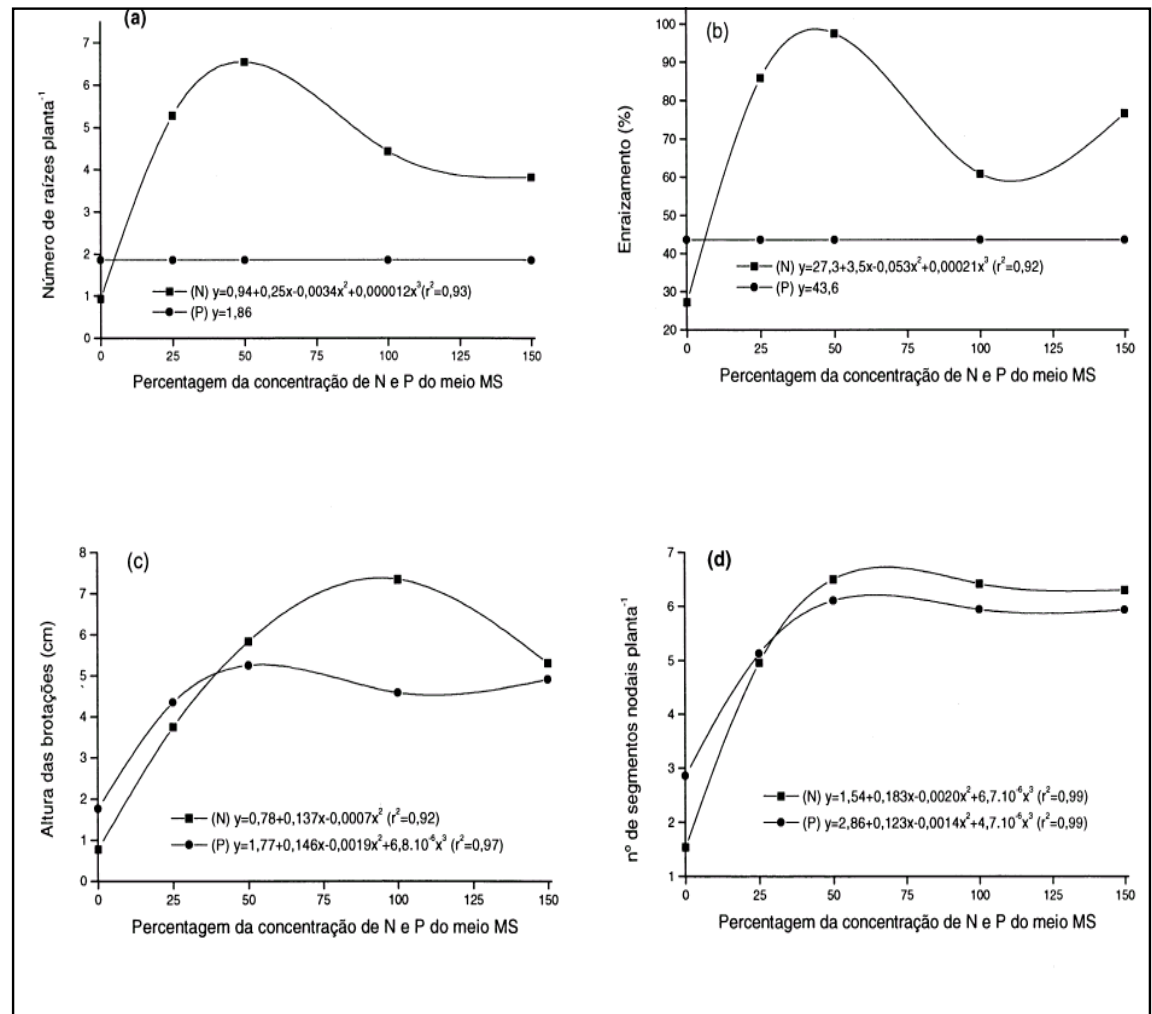 (a)
Número de raízes planta⁻¹
7
6
5
4
3
2
1
0
(N) y=0,94+0,25x-0,0034x²+0,000012x³(r²=0,93)
(P) y=1,86
0 25 50 75 100 125 150
Percentagem da concentração de N e P do meio MS
(b)
Enraizamento (%)
100
90
80
70
60
50
40
30
20
(N) y=27,3+3,5x-0,053x²+0,00021x³ (r²=0,92)
(P) y=43,6
0 25 50 75 100 125 150
Percentagem da concentração de N e P do meio MS
(c)
Altura das brotações (cm)
8
7
6
5
4
3
2
1
0
(N) y=0,78+0,137x-0,0007x² (r²=0,92)
(P) y=1,77+0,146x-0,0019x²+6,8.10⁻⁶x³ (r²=0,97)
0 25 50 75 100 125 150
Percentagem da concentração de N e P do meio MS
(d)
nº de segmentos nodais planta⁻¹
7
6
5
4
3
2
1
(N) y=1,54+0,183x-0,0020x²+6,7.10⁻⁶x³ (r²=0,99)
(P) y=2,86+0,123x-0,0014x²+4,7.10⁻⁶x³ (r²=0,99)
0 25 50 75 100 125 150
Percentagem da concentração de N e P do meio MS